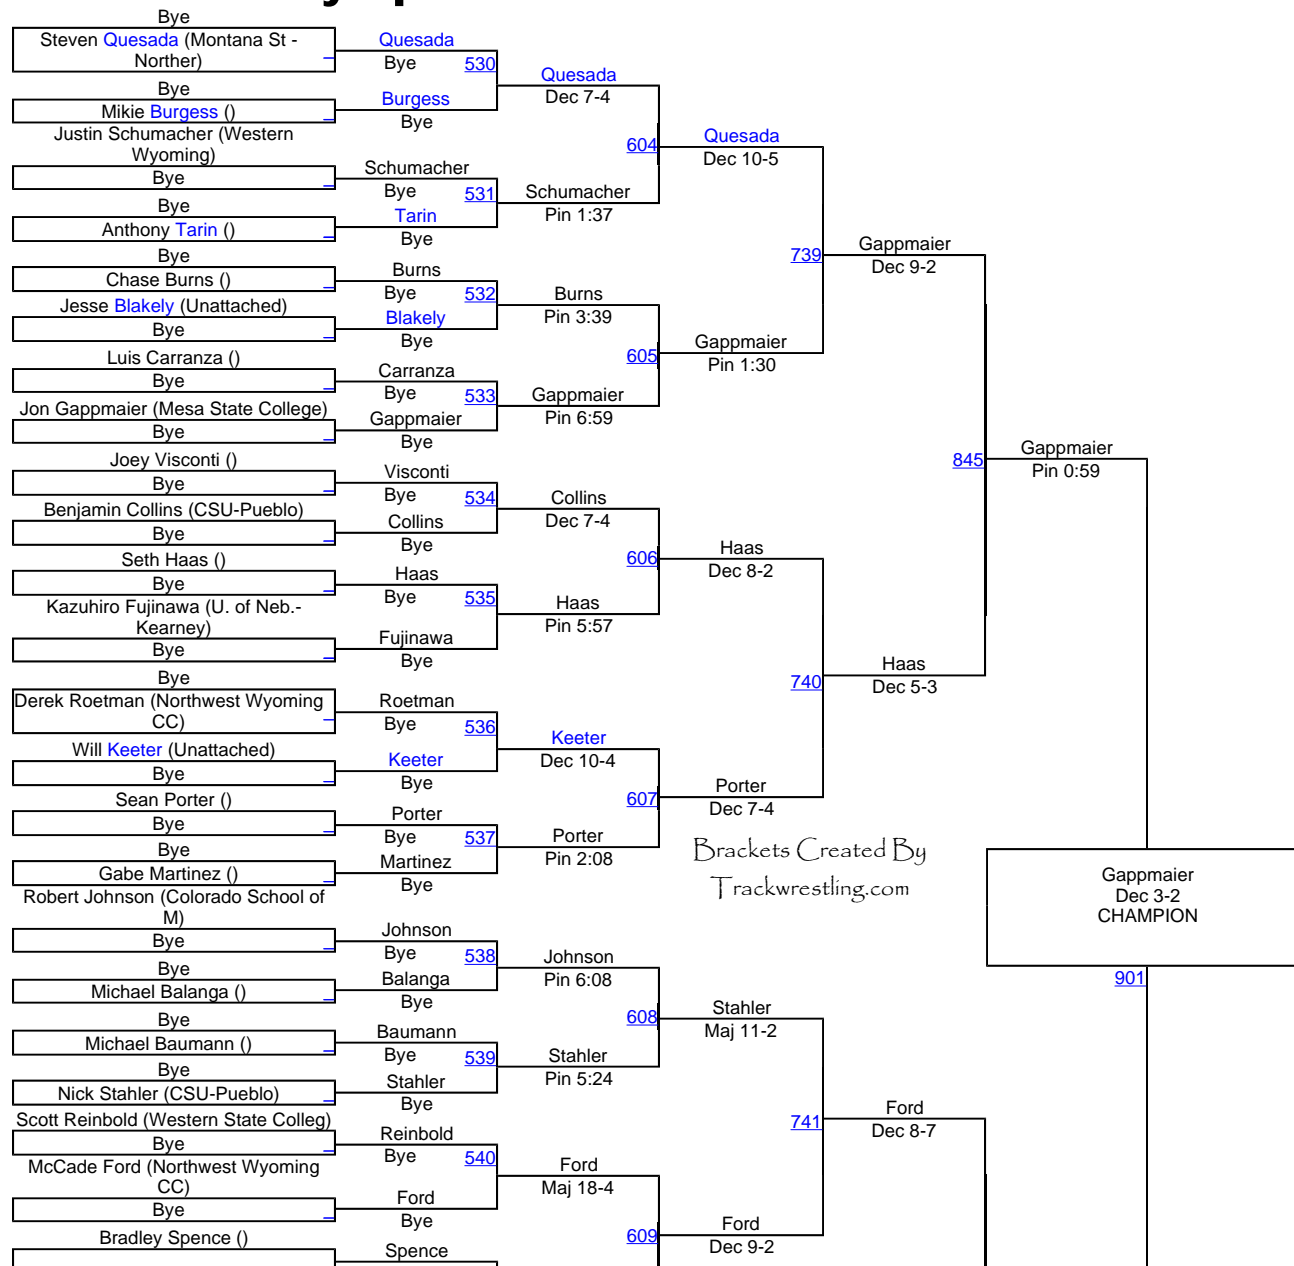 Bye
Steven Quesada (Montana St -
Norther)
Bye
Mikie Burgess ()
Justin Schumacher (Western
Wyoming)
Bye
Bye
Anthony Tarin ()
Bye
Chase Burns ()
Jesse Blakely (Unattached)
Bye
Luis Carranza ()
Bye
Jon Gappmaier (Mesa State College)
Bye
Joey Visconti ()
Bye
Benjamin Collins (CSU-Pueblo)
Bye
Seth Haas ()
Bye
Kazuhiro Fujinawa (U. of Neb.-
Kearney)
Bye
Bye
Derek Roetman (Northwest Wyoming
CC)
Will Keeter (Unattached)
Bye
Sean Porter ()
Bye
Bye
Gabe Martinez ()
Robert Johnson (Colorado School of
M)
Bye
Bye
Michael Balanga ()
Bye
Michael Baumann ()
Bye
Nick Stahler (CSU-Pueblo)
Scott Reinbold (Western State Colleg)
Bye
McCade Ford (Northwest Wyoming
CC)
Bye
Bradley Spence ()
Quesada
Bye 530
Burgess
Bye
Schumacher
Bye 531
Tarin
Bye
Burns
Bye 532
Blakely
Bye
Carranza
Bye 533
Gappmaier
Bye
Visconti
Bye 534
Collins
Bye
Haas
Bye 535
Fujinawa
Bye
Roetman
Bye 536
Keeter
Bye
Porter
Bye 537
Martinez
Bye
Johnson
Bye 538
Balanga
Bye
Baumann
Bye 539
Stahler
Bye
Reinbold
Bye 540
Ford
Bye
Spence
Quesada
Dec 7-4
604
Schumacher
Pin 1:37
Burns
Pin 3:39
605
Gappmaier
Pin 6:59
Collins
Dec 7-4
606
Haas
Pin 5:57
Keeter
Dec 10-4
607
Porter
Pin 2:08
Johnson
Pin 6:08
608
Stahler
Pin 5:24
Ford
Maj 18-4
609
Quesada
Dec 10-5
739
Gappmaier
Pin 1:30
Haas
Dec 8-2
740
Porter
Dec 7-4
Brackets Created By
Trackwrestling.com
Stahler
Maj 11-2
741
Ford
Dec 9-2
Gappmaier
Dec 9-2
845
Haas
Dec 5-3
Ford
Dec 8-7
Gappmaier
Pin 0:59
Gappmaier
Dec 3-2
CHAMPION
901